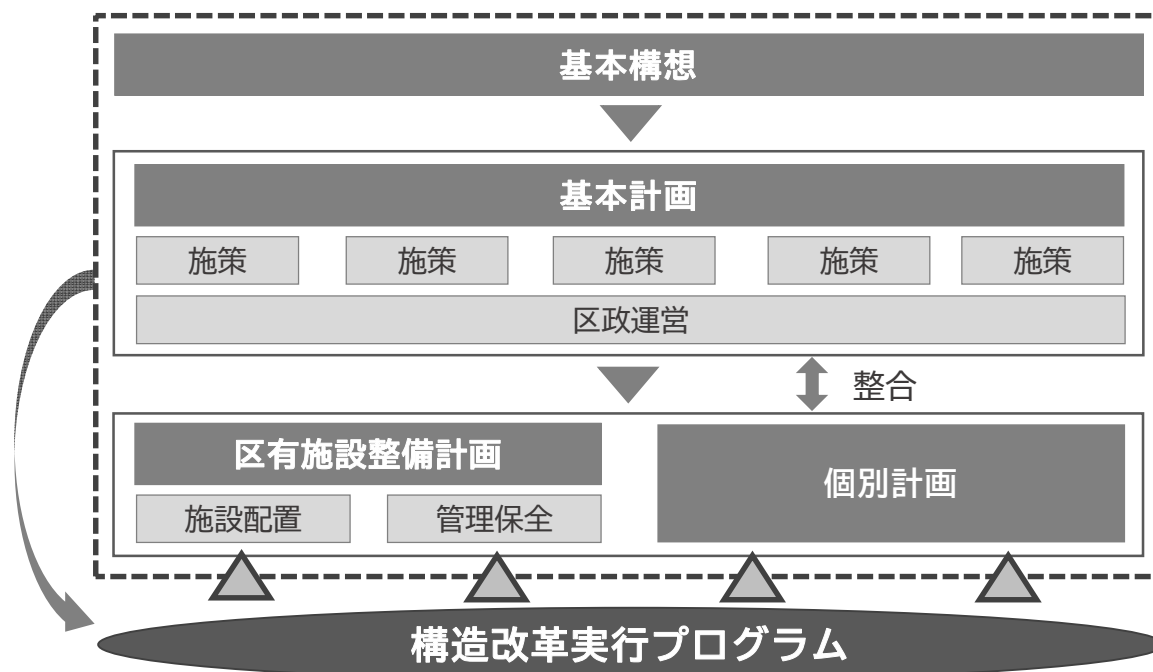 基本構想
基本計画
施策 施策 施策 施策 施策
区政運営
整合
区有施設整備計画
個別計画
施設配置 管理保全
構造改革実行プログラム